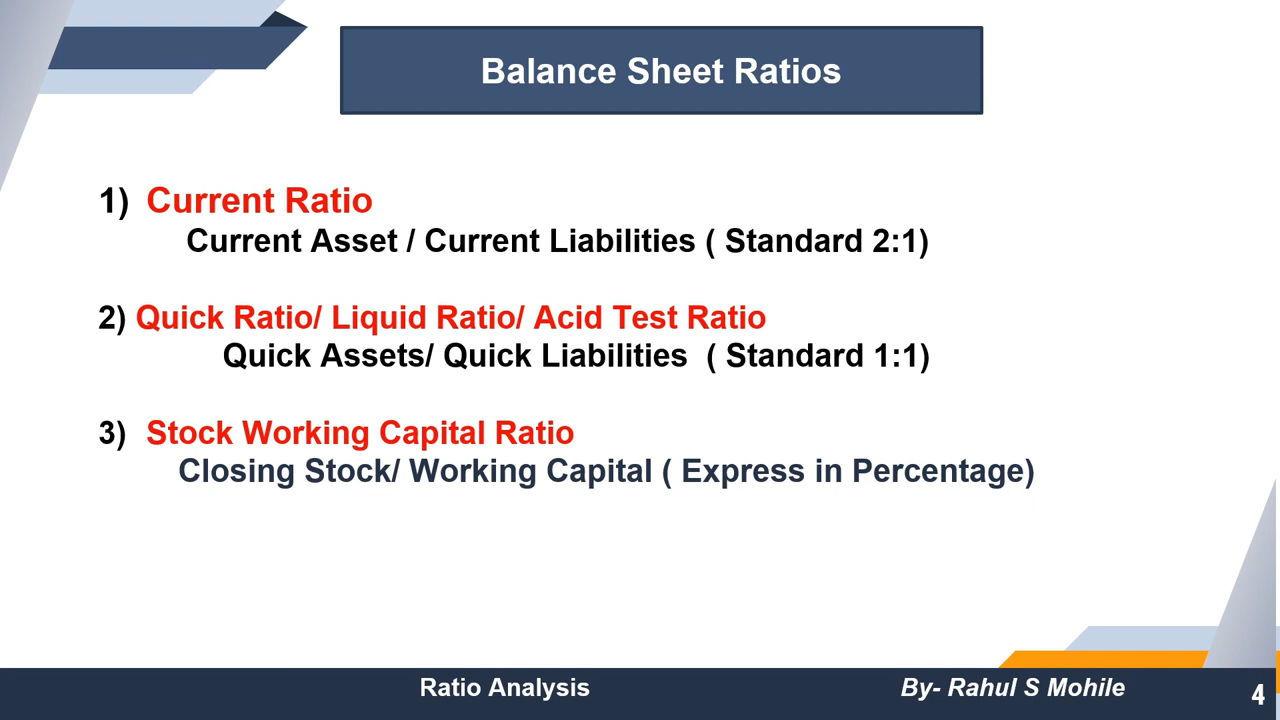 Balance Sheet Ratios
1) Current Ratio
Current Asset / Current Liabilities ( Standard 2:1)
2) Quick Ratio/ Liquid Ratio/ Acid Test Ratio
Quick Assets/ Quick Liabilities ( Standard 1:1)
3) Stock Working Capital Ratio
Closing Stock/ Working Capital ( Express in Percentage)
Ratio Analysis
By- Rahul S Mohile
4